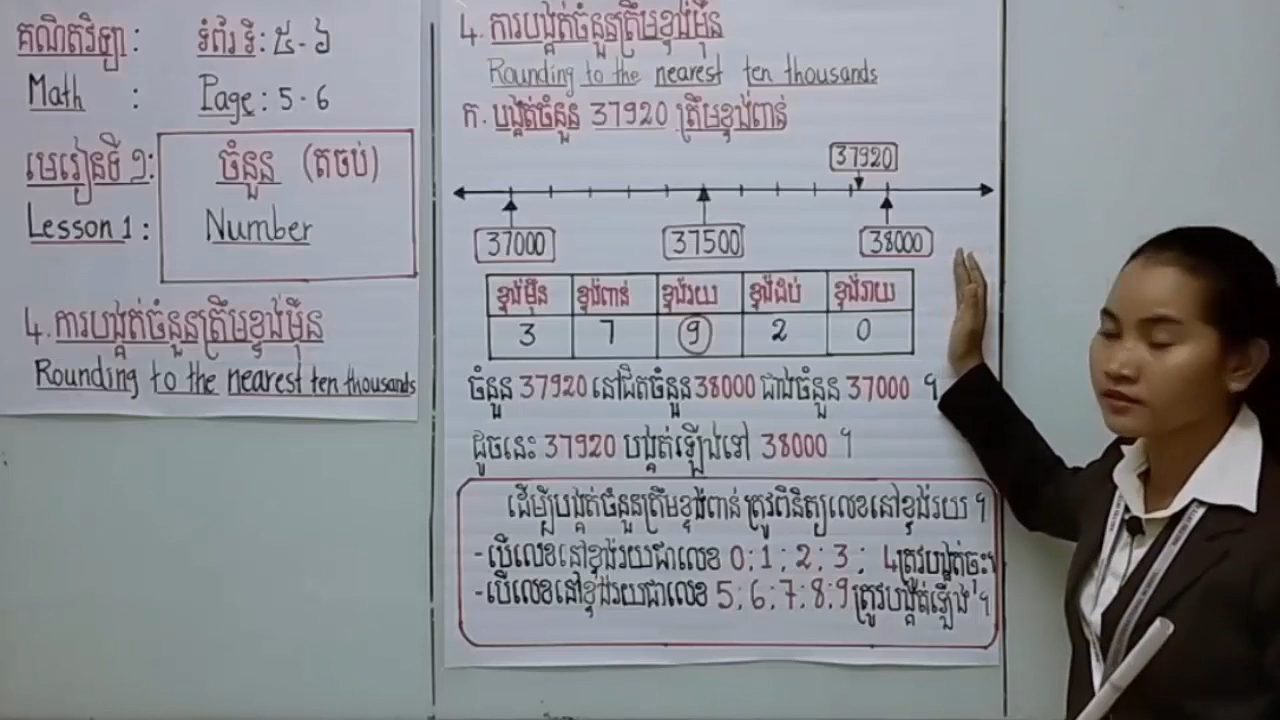 គណិតវិទ្យា : ទំព័រទី : ៥ - ៦
Math : Page : 5 - 6
មេរៀនទី ១ : ចំនួន (តចប់)
Lesson 1 : Number
4. ការបង្គត់ចំនួនត្រឹមខ្ទង់ម៉ឺន
Rounding to the nearest ten thousands
4. ការបង្គត់ចំនួនត្រឹមខ្ទង់ម៉ឺន
Rounding to the nearest ten thousands
ក. បង្គត់ចំនួន 37920 ត្រឹមខ្ទង់ពាន់
37920
37000 37500 38000
ខ្ទង់ម៉ឺន ខ្ទង់ពាន់ ខ្ទង់រយ ខ្ទង់ដប់ ខ្ទង់រាយ
3 7 9 2 0
ចំនួន 37920 នៅជិតចំនួន 38000 ជាងចំនួន 37000 ។
ដូចនេះ 37920 បង្គត់ឡើងទៅ 38000 ។
ដើម្បីបង្គត់ចំនួនត្រឹមខ្ទង់ពាន់ ត្រូវពិនិត្យលេខនៅខ្ទង់រយ ។
- បើលេខនៅខ្ទង់រយជាលេខ 0 ; 1 ; 2 ; 3 ; 4 ត្រូវបង្គត់ចុះ។
- បើលេខនៅខ្ទង់រយជាលេខ 5 ; 6 ; 7 ; 8 ; 9 ត្រូវបង្គត់ឡើង ។